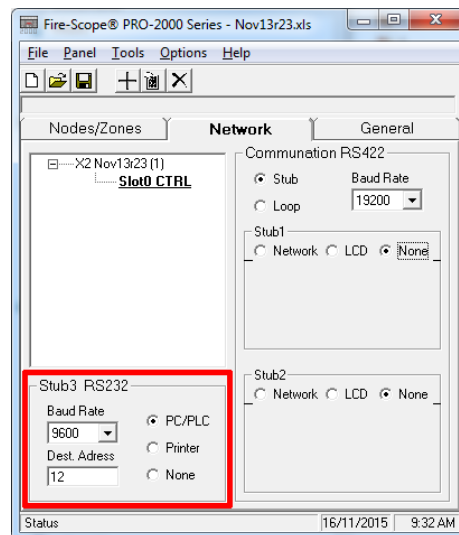 Fire-Scope® PRO-2000 Series - Nov13r23.xls
File Panel Tools Options Help
Nodes/Zones Network General
X2 Nov13r23 (1)
Slot0 CTRL
Communation RS422
Stub
Loop
Baud Rate
19200
Stub1
Network LCD None
Stub2
Network LCD None
Stub3 RS232
Baud Rate
9600
Dest. Adress
12
PC/PLC
Printer
None
Status 16/11/2015 9:32 AM